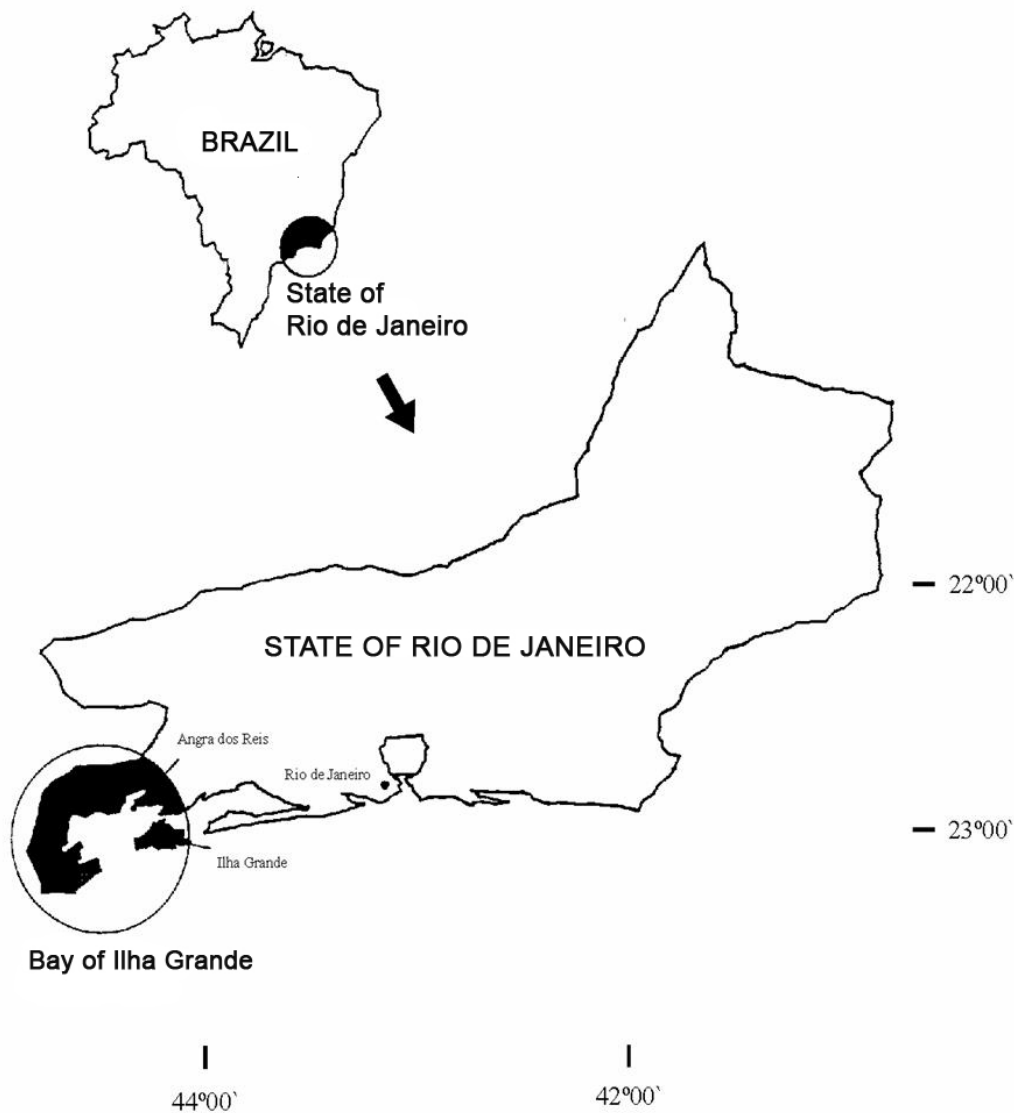 BRAZIL
State of
Rio de Janeiro
22º00`
STATE OF RIO DE JANEIRO
Angra dos Reis
Rio de Janeiro
23º00`
Ilha Grande
Bay of Ilha Grande
44º00`
42º00`